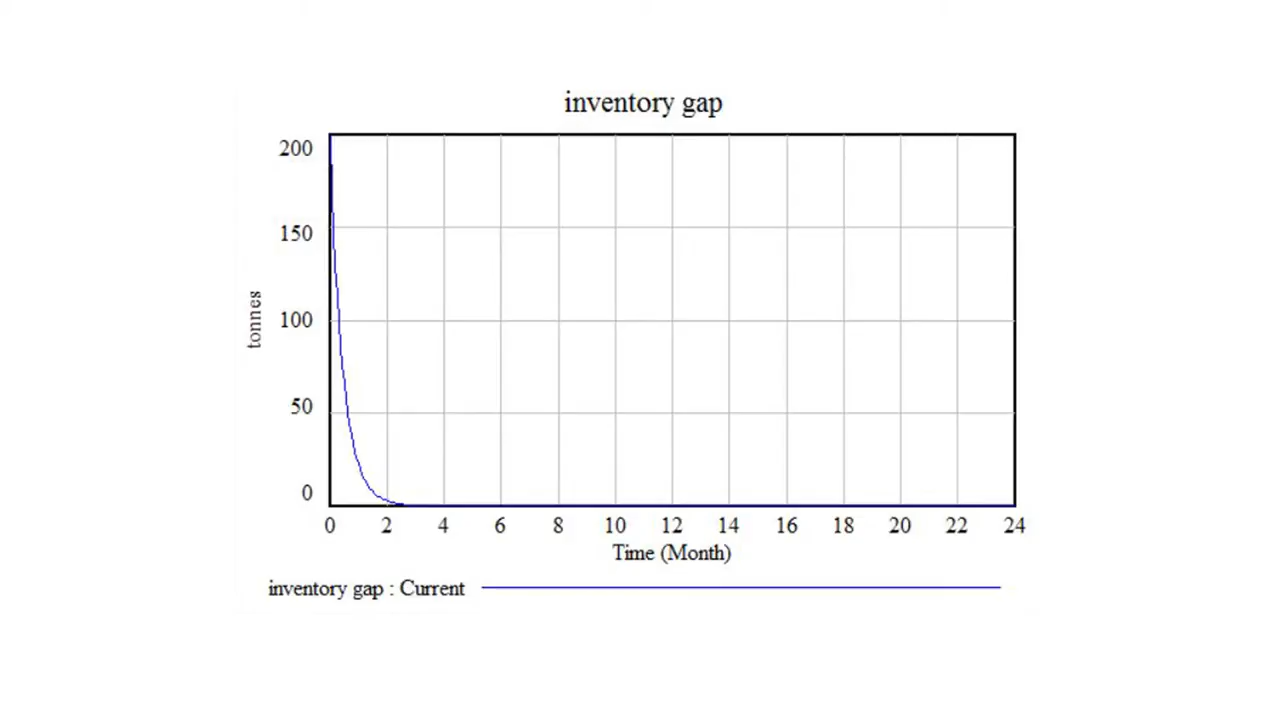 inventory gap
200
150
100
50
0
tonnes
0 2 4 6 8 10 12 14 16 18 20 22 24
Time (Month)
inventory gap : Current